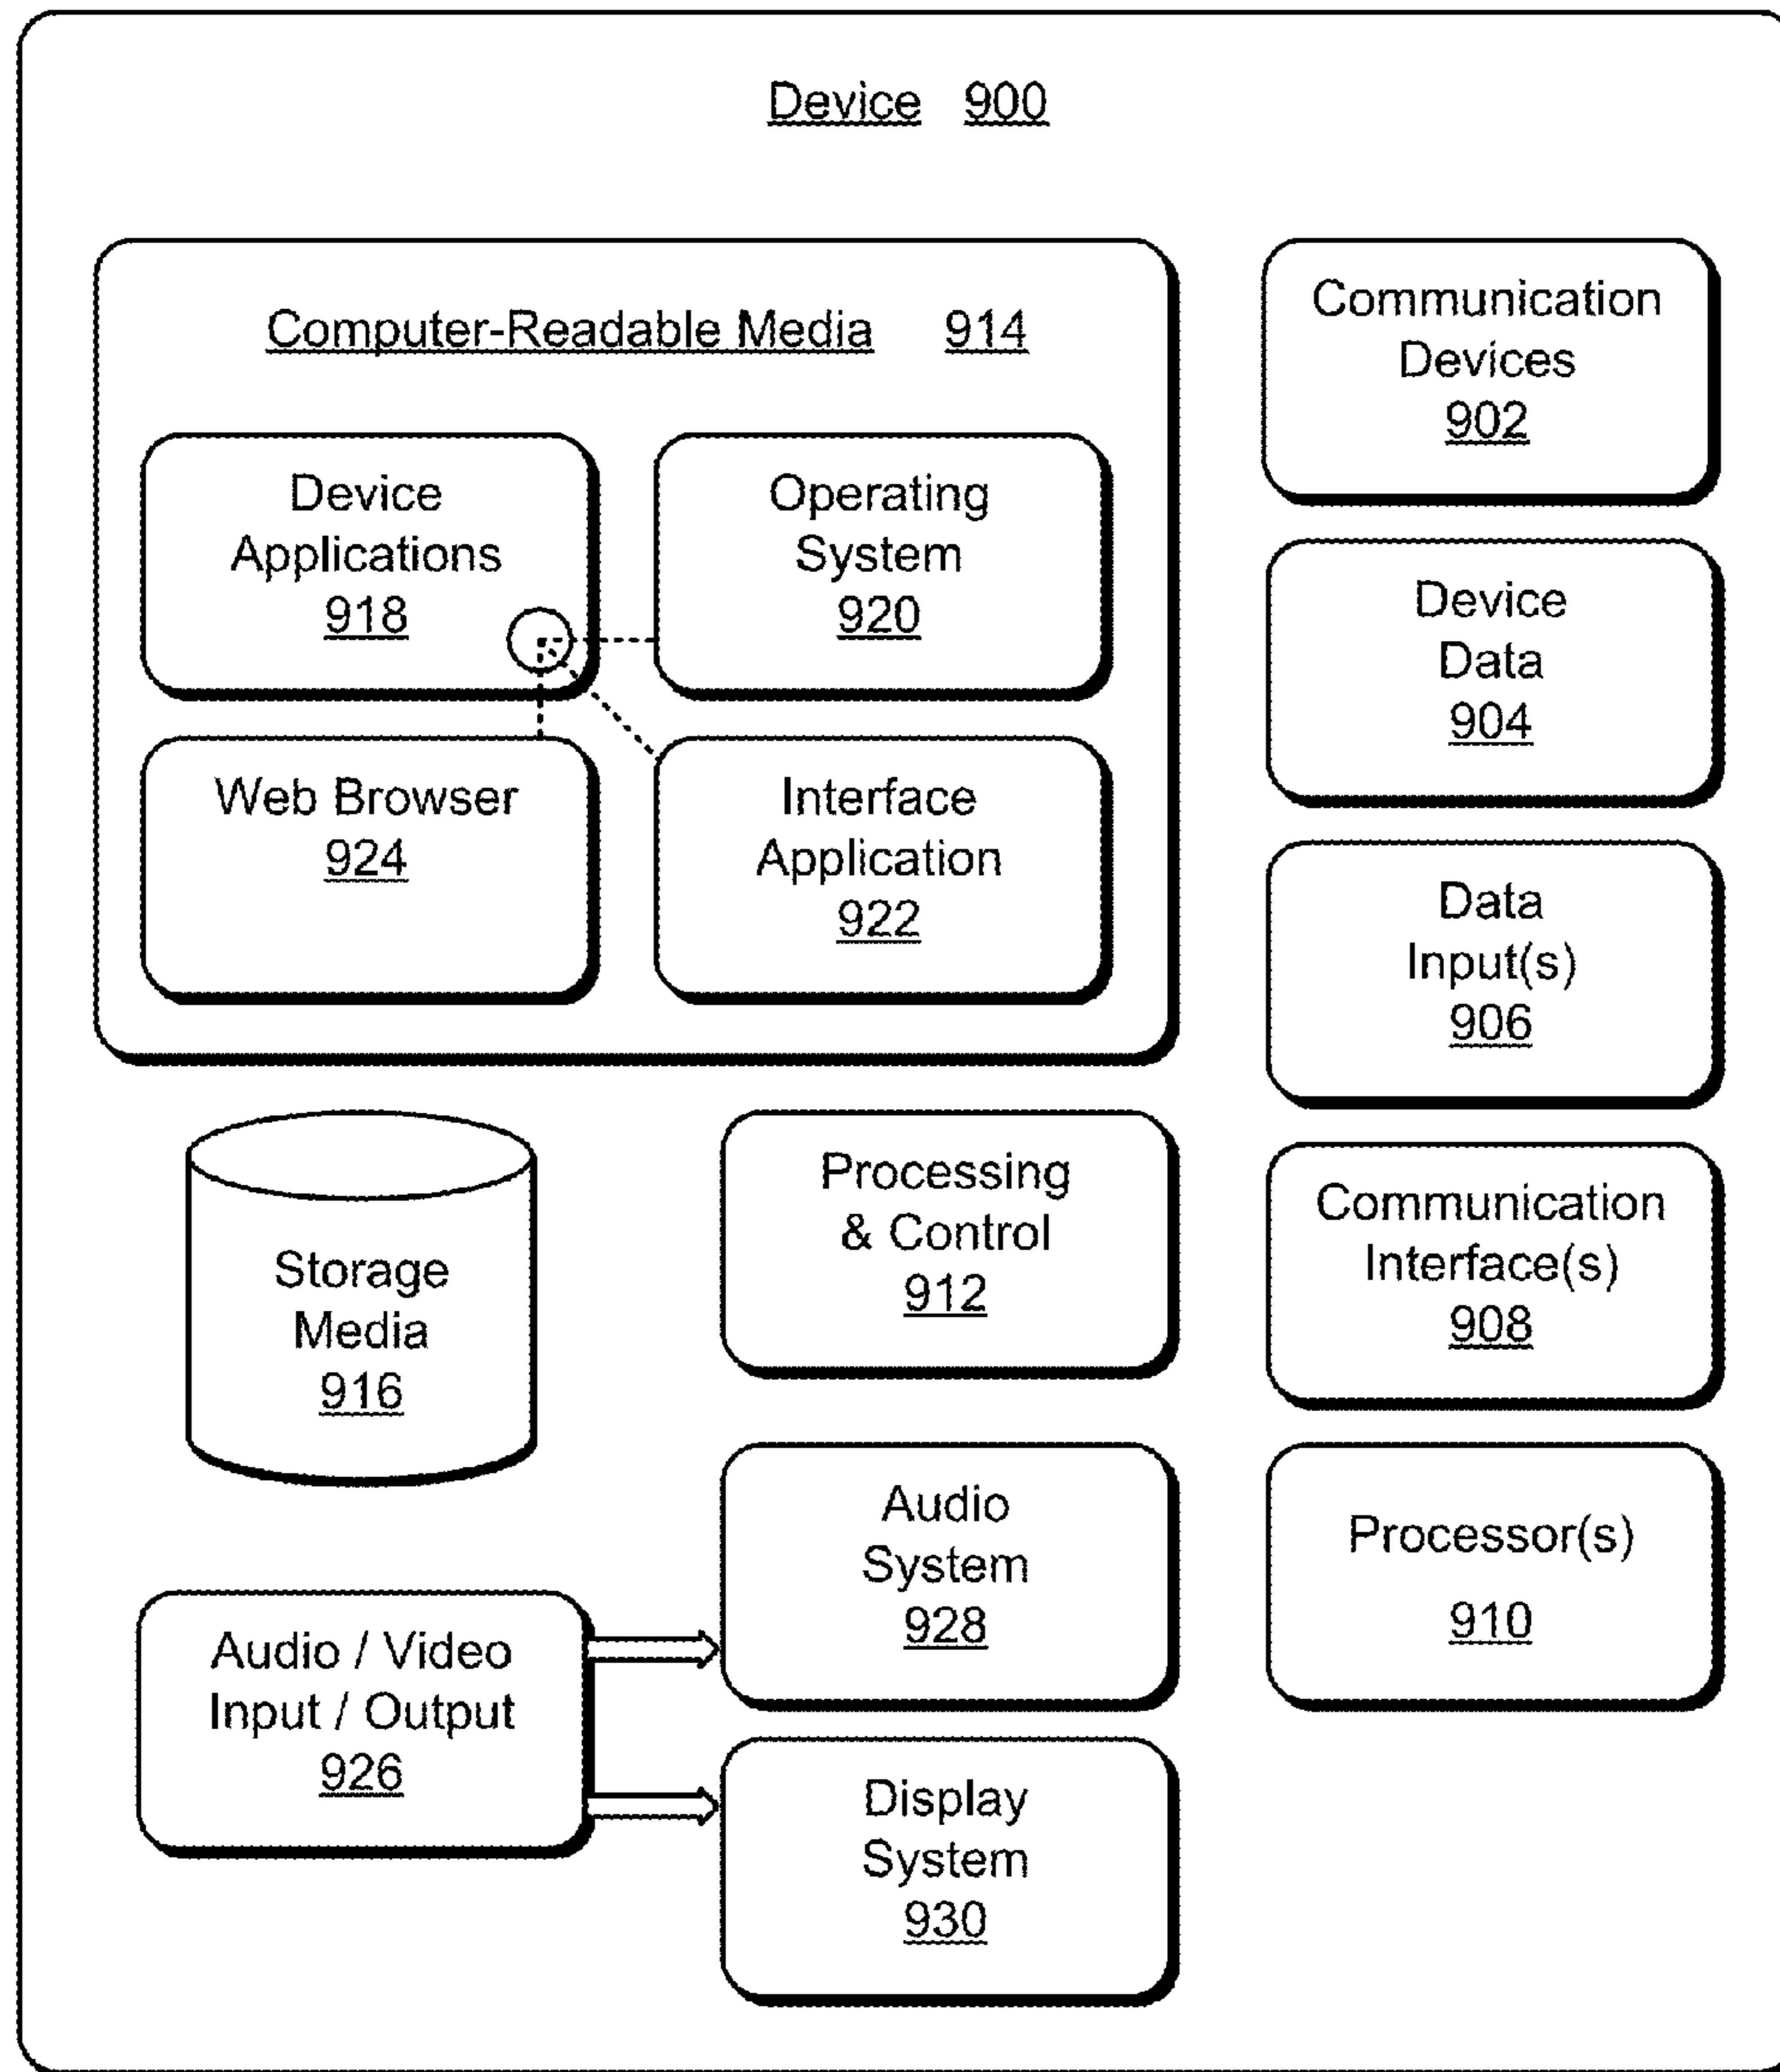 Device 900
Computer-Readable Media 914
Device
Applications
918
Operating
System
920
Web Browser
924
Interface
Application
922
Storage
Media
916
Processing
& Control
912
Audio / Video
Input / Output
926
Audio
System
928
Display
System
930
Communication
Devices
902
Device
Data
904
Data
Input(s)
906
Communication
Interface(s)
908
Processor(s)
910